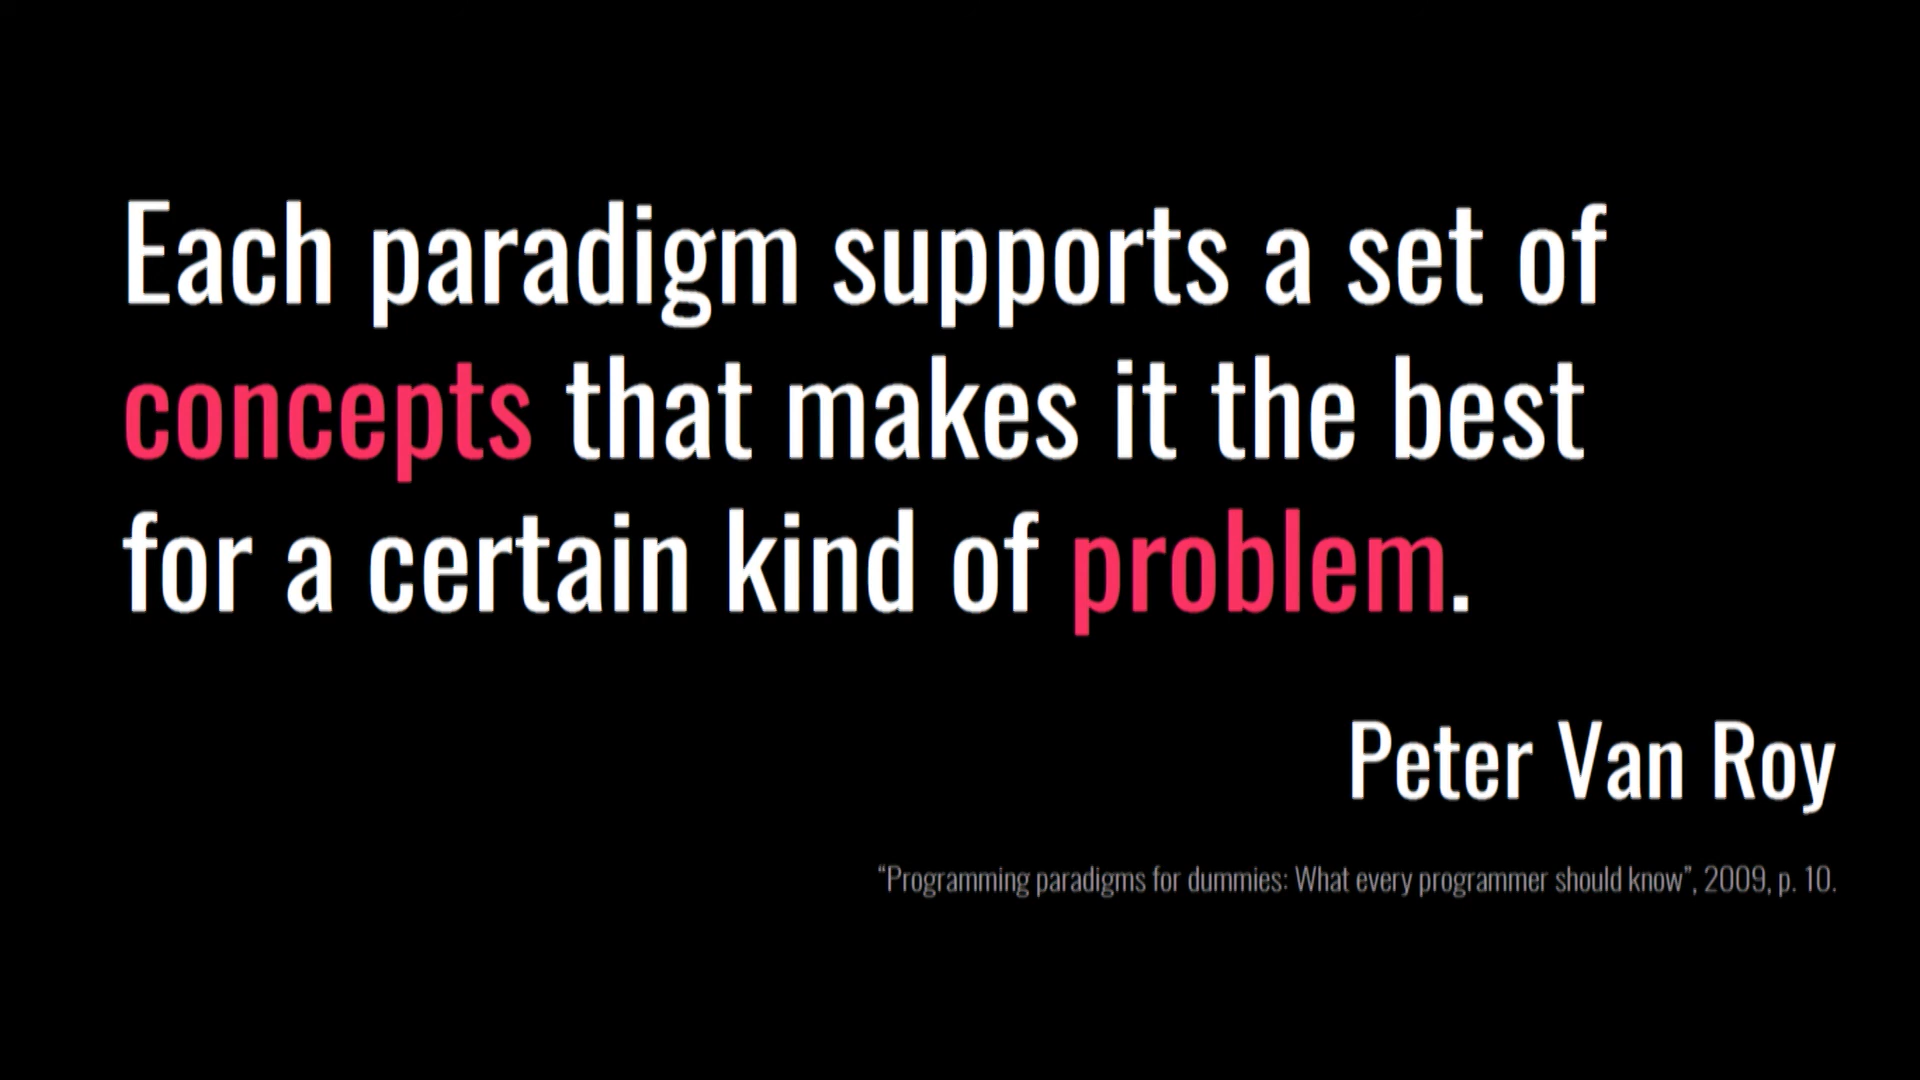 Each paradigm supports a set of
concepts that makes it the best
for a certain kind of problem.
Peter Van Roy
“Programming paradigms for dummies: What every programmer should know”, 2009, p. 10.